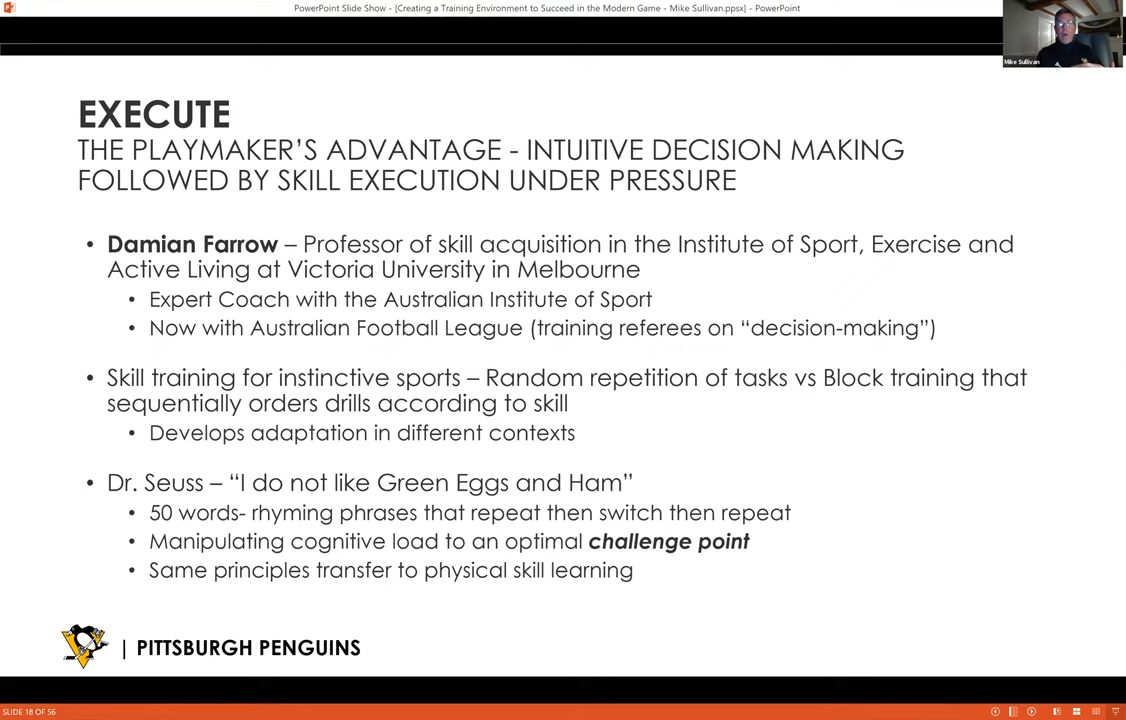 PowerPoint Slide Show - [Creating a Training Environment to Succeed in the Modern Game - Mike Sullivan.ppsx] - PowerPoint
Mike Sullivan
EXECUTE
THE PLAYMAKER'S ADVANTAGE - INTUITIVE DECISION MAKING
FOLLOWED BY SKILL EXECUTION UNDER PRESSURE
• Damian Farrow – Professor of skill acquisition in the Institute of Sport, Exercise and
Active Living at Victoria University in Melbourne
• Expert Coach with the Australian Institute of Sport
• Now with Australian Football League (training referees on “decision-making”)
• Skill training for instinctive sports – Random repetition of tasks vs Block training that
sequentially orders drills according to skill
• Develops adaptation in different contexts
• Dr. Seuss – “I do not like Green Eggs and Ham”
• 50 words- rhyming phrases that repeat then switch then repeat
• Manipulating cognitive load to an optimal challenge point
• Same principles transfer to physical skill learning
| PITTSBURGH PENGUINS
SLIDE 18 OF 56